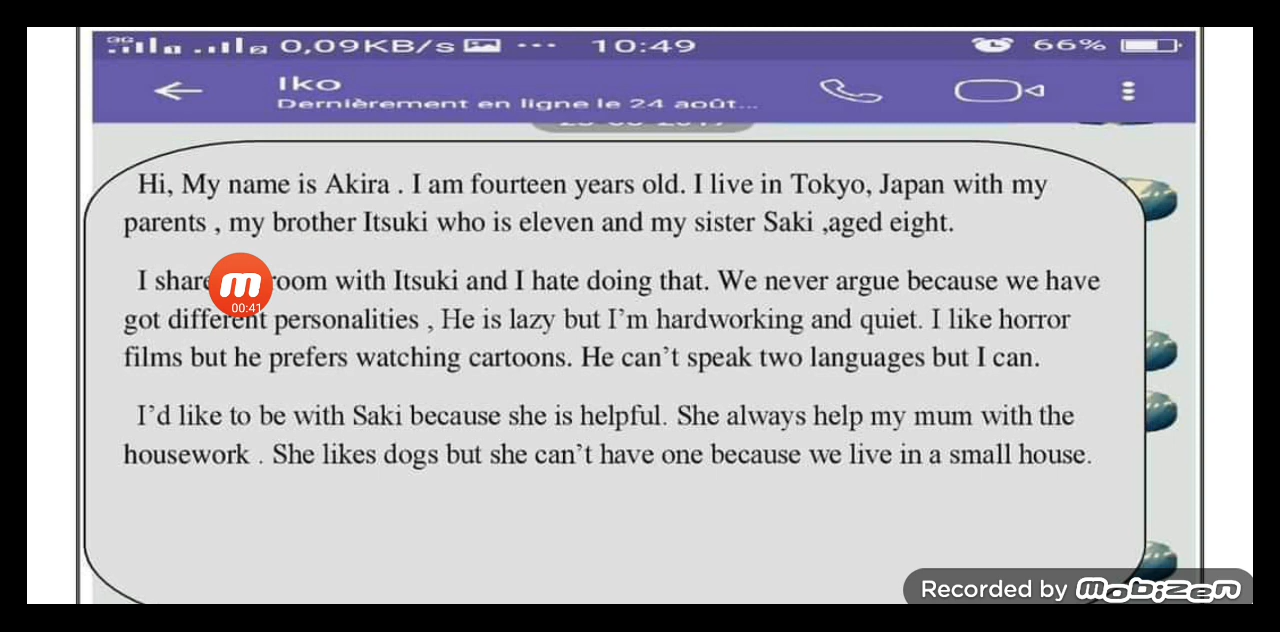 3G 2 0,09KB/s ... 10:49 66%
Iko
Dernièrement en ligne le 24 août...
Hi, My name is Akira . I am fourteen years old. I live in Tokyo, Japan with my
parents , my brother Itsuki who is eleven and my sister Saki ,aged eight.
I share room with Itsuki and I hate doing that. We never argue because we have
00:41
got different personalities , He is lazy but I’m hardworking and quiet. I like horror
films but he prefers watching cartoons. He can’t speak two languages but I can.
I’d like to be with Saki because she is helpful. She always help my mum with the
housework . She likes dogs but she can’t have one because we live in a small house.
Recorded by mobizen